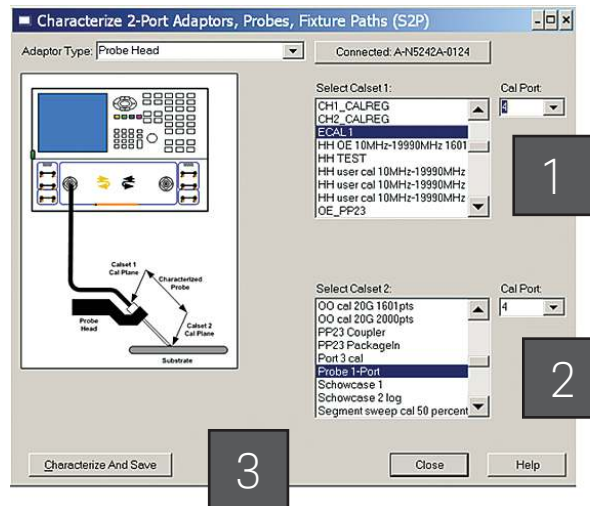 Characterize 2-Port Adaptors, Probes, Fixture Paths (S2P)
Adaptor Type: Probe Head
Connected: A-N5242A-0124
Select Calset 1:
Cal Port:
CH1_CALREG
CH2_CALREG
ECAL 1
HH OE 10MHz-19990MHz 1601
HH TEST
HH user cal 10MHz-19990MHz
HH user cal 10MHz-19990MHz
HH user cal 10MHz-19990MHz
OE_PP23
4
1
Calset 1
Cal Plane
Characterized
Probe
Probe
Head
Calset 2
Cal Plane
Substrate
Select Calset 2:
Cal Port:
OO cal 20G 1601pts
OO cal 20G 2000pts
PP23 Coupler
PP23 PackageIn
Port 3 cal
Probe 1-Port
Schowcase 1
Schowcase 2 log
Segment sweep cal 50 percent
4
2
Characterize And Save
3
Close
Help